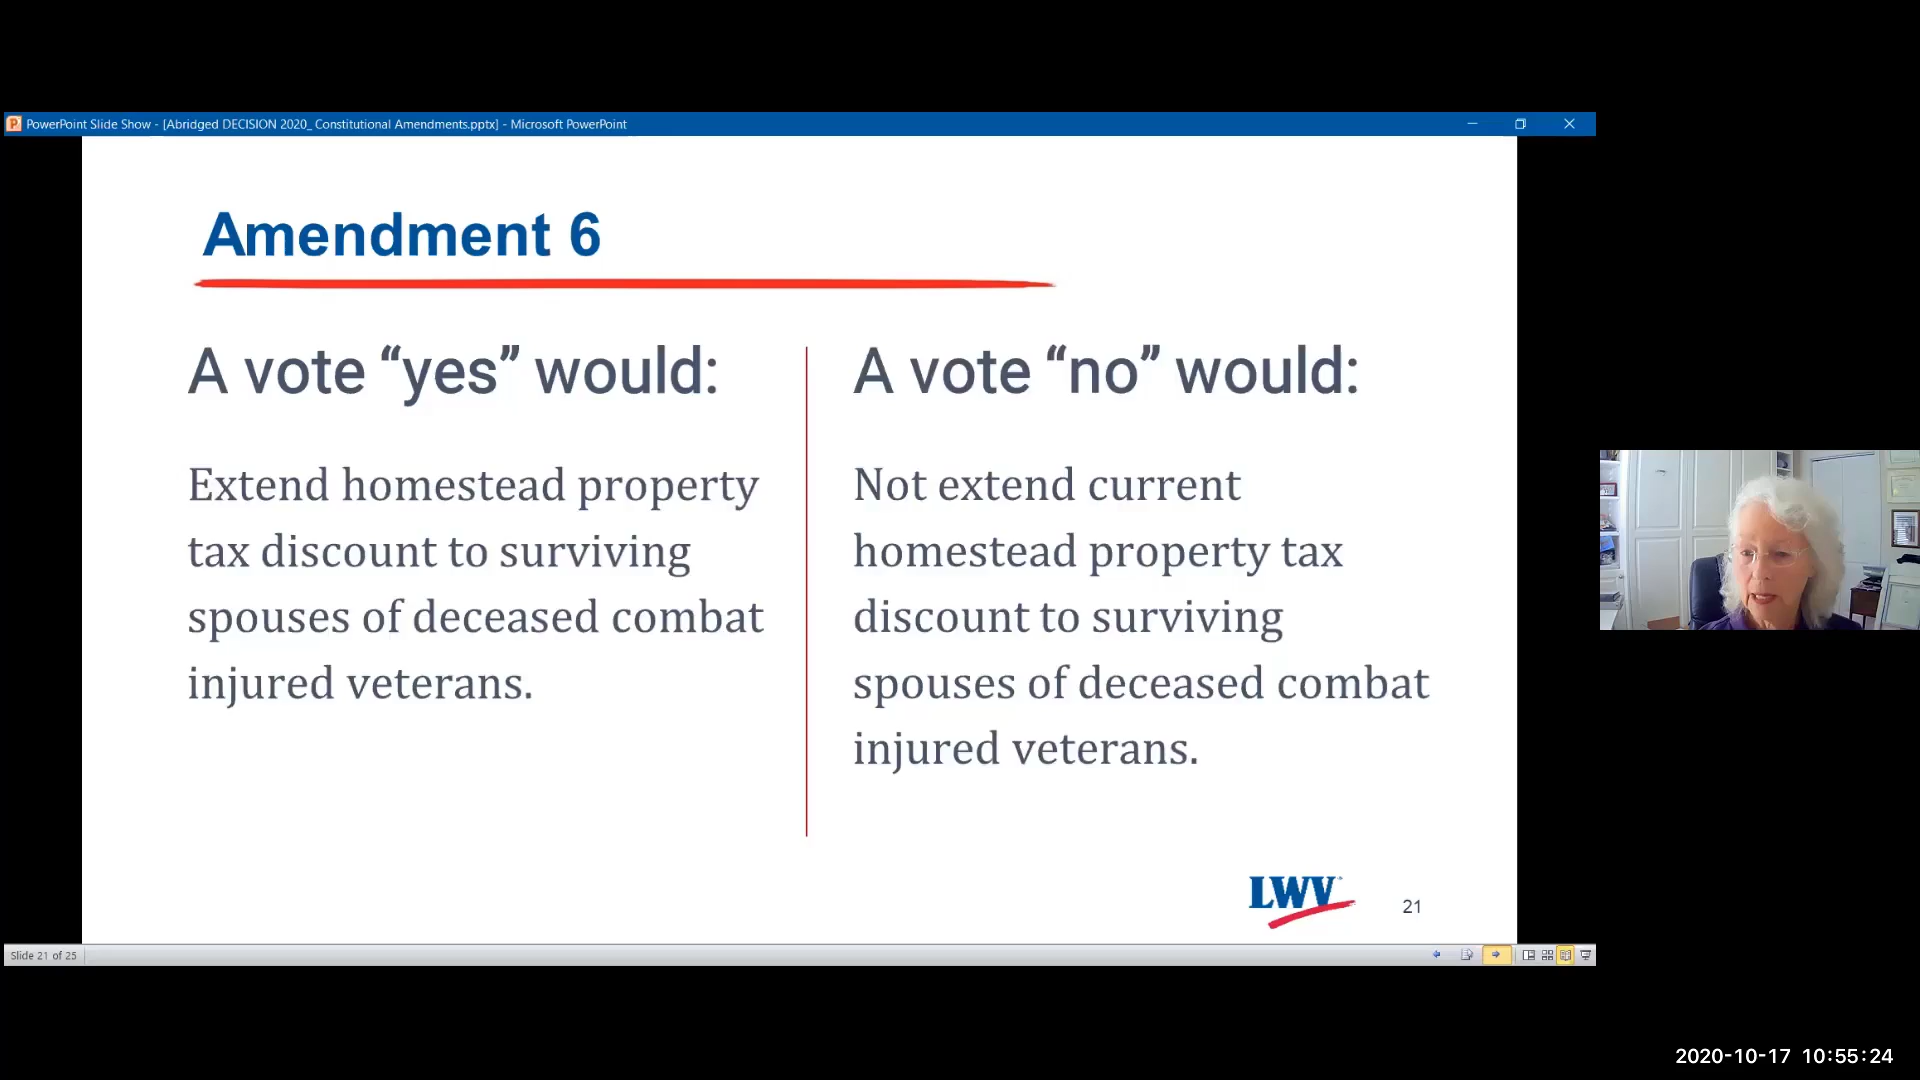 PowerPoint Slide Show - [Abridged DECISION 2020_ Constitutional Amendments.pptx] - Microsoft PowerPoint
Amendment 6
A vote “yes” would:
Extend homestead property
tax discount to surviving
spouses of deceased combat
injured veterans.
A vote “no” would:
Not extend current
homestead property tax
discount to surviving
spouses of deceased combat
injured veterans.
LWV
21
Slide 21 of 25
2020-10-17 10:55:24